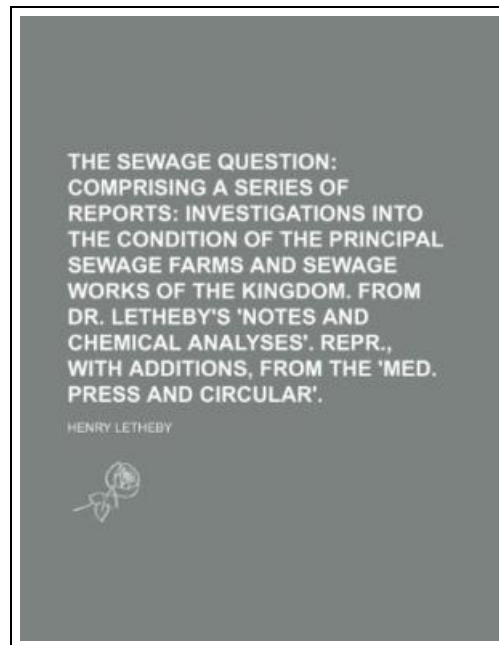 THE SEWAGE QUESTION:
COMPRISING A SERIES OF
REPORTS: INVESTIGATIONS INTO
THE CONDITION OF THE PRINCIPAL
SEWAGE FARMS AND SEWAGE
WORKS OF THE KINGDOM. FROM
DR. LETHEBY'S 'NOTES AND
CHEMICAL ANALYSES'. REPR.,
WITH ADDITIONS, FROM THE 'MED.
PRESS AND CIRCULAR'.
HENRY LETHEBY